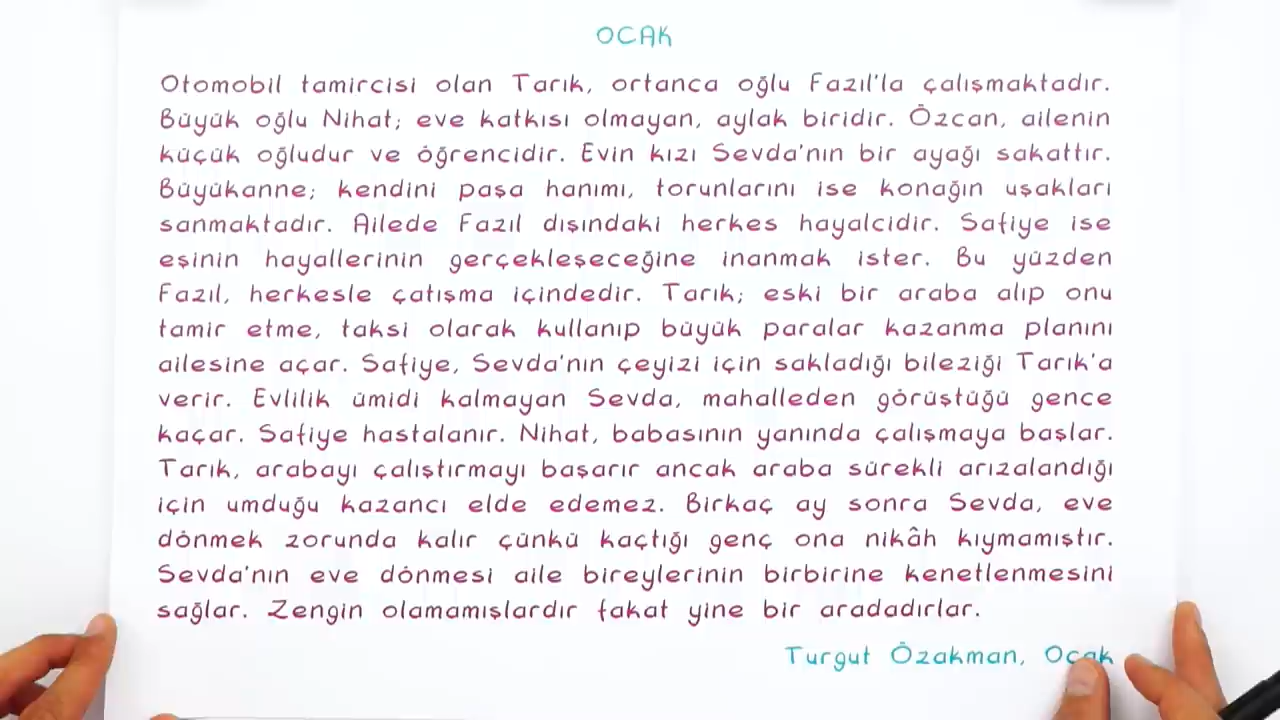 OCAK
Otomobil tamircisi olan Tarık, ortanca oğlu Fazıl'la çalışmaktadır.
Büyük oğlu Nihat; eve katkısı olmayan, aylak biridir. Özcan, ailenin
küçük oğludur ve öğrencidir. Evin kızı Sevda'nın bir ayağı sakattır.
Büyükanne; kendini paşa hanımı, torunlarını ise konağın uşakları
sanmaktadır. Ailede Fazıl dışındaki herkes hayalcidir. Safiye ise
eşinin hayallerinin gerçekleşeceğine inanmak ister. Bu yüzden
Fazıl, herkesle çatışma içindedir. Tarık; eski bir araba alıp onu
tamir etme, taksi olarak kullanıp büyük paralar kazanma planını
ailesine açar. Safiye, Sevda'nın çeyizi için sakladığı bileziği Tarık'a
verir. Evlilik ümidi kalmayan Sevda, mahalleden görüştüğü gence
kaçar. Safiye hastalanır. Nihat, babasının yanında çalışmaya başlar.
Tarık, arabayı çalıştırmayı başarır ancak araba sürekli arızalandığı
için umduğu kazancı elde edemez. Birkaç ay sonra Sevda, eve
dönmek zorunda kalır çünkü kaçtığı genç ona nikâh kıymamıştır.
Sevda'nın eve dönmesi aile bireylerinin birbirine kenetlenmesini
sağlar. Zengin olamamışlardır fakat yine bir aradadırlar.
Turgut Özakman, Ocak